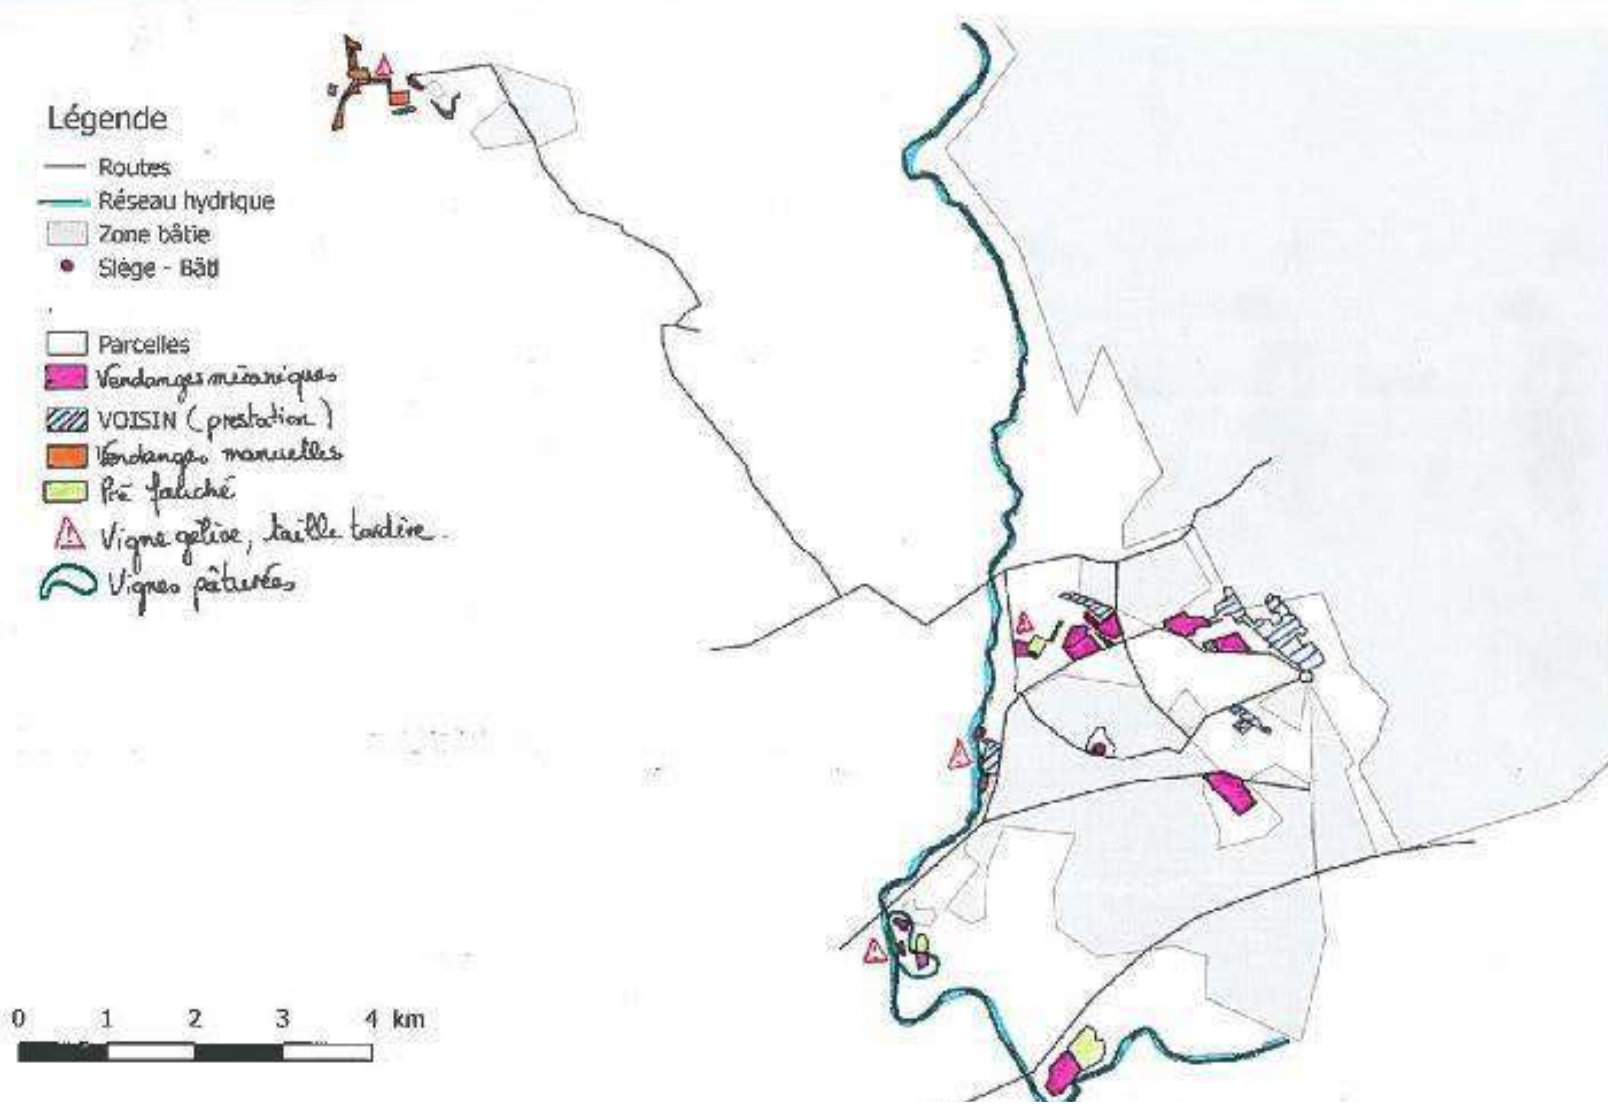 Légende
Routes
Réseau hydrique
Zone bâtie
Siège - Bâti
Parcelles
Vendanges mécaniques
VOISIN (prestation)
Vendanges manuelles
Pré fauché
Vigne gélive, taille tardive.
Vignes pâturées
0 1 2 3 4 km